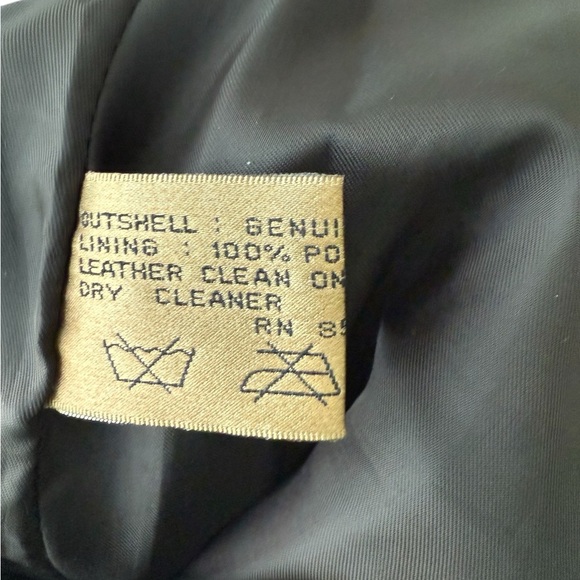 OUTSHELL : GENUI
LINING : 100% PO
LEATHER CLEAN ON
DRY CLEANER
RN 85